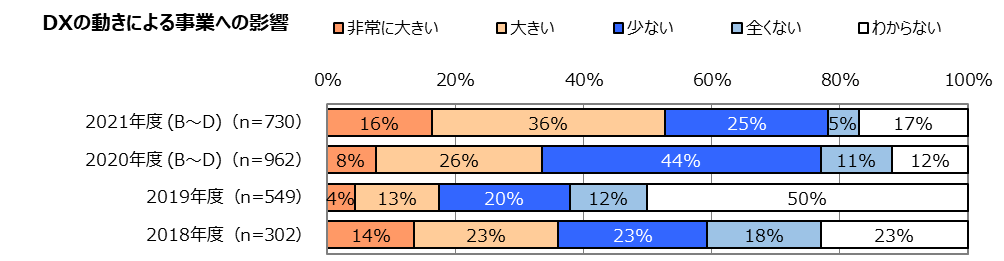 DXの動きによる事業への影響
非常に大きい 大きい 少ない 全くない わからない
0% 20% 40% 60% 80% 100%
2021年度 (B～D)（n=730） 16% 36% 25% 5% 17%
2020年度 (B～D)（n=962） 8% 26% 44% 11% 12%
2019年度（n=549） 4% 13% 20% 12% 50%
2018年度（n=302） 14% 23% 23% 18% 23%